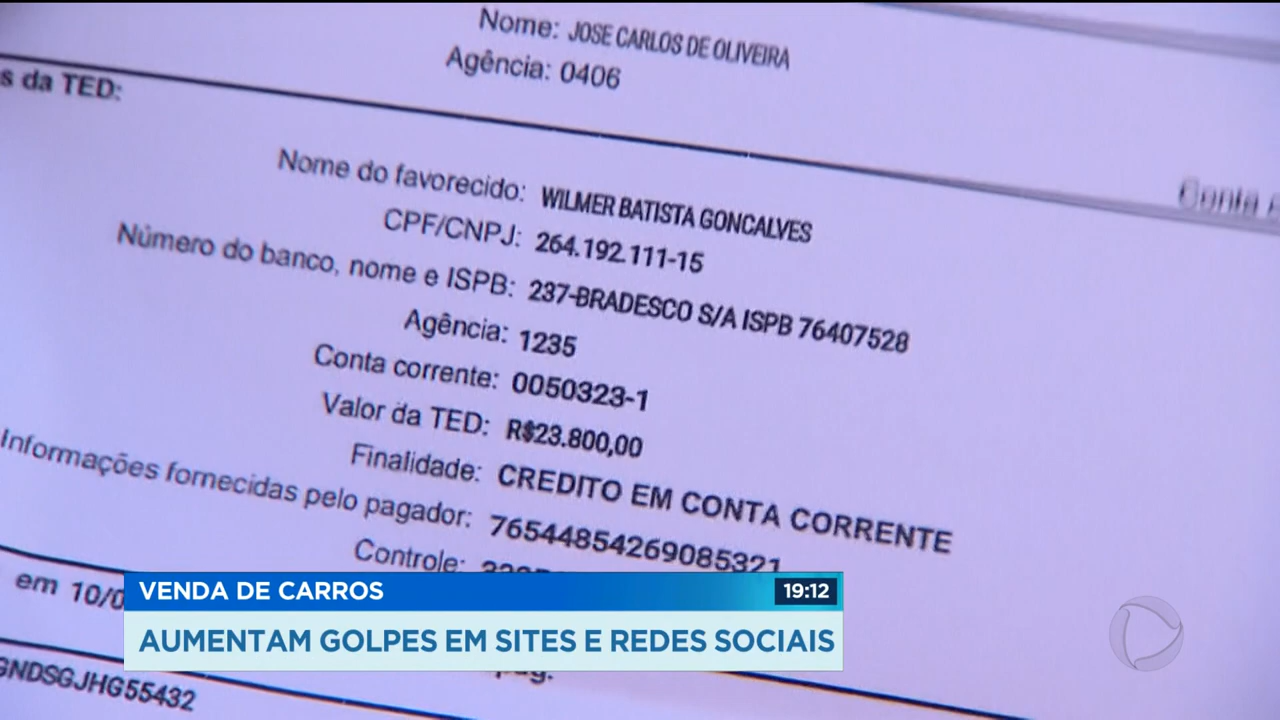 Nome: JOSE CARLOS DE OLIVEIRA
Agência: 0406
s da TED:
Conta
Nome do favorecido: WILMER BATISTA GONCALVES
CPF/CNPJ: 264.192.111-15
Número do banco, nome e ISPB: 237-BRADESCO S/A ISPB 76407528
Agência: 1235
Conta corrente: 0050323-1
Valor da TED: R$23.800,00
Finalidade: CREDITO EM CONTA CORRENTE
Informações fornecidas pelo pagador: 76544854269085321
Controle:
em 10/0
VENDA DE CARROS 19:12
AUMENTAM GOLPES EM SITES E REDES SOCIAIS
GNDSGJHG55432